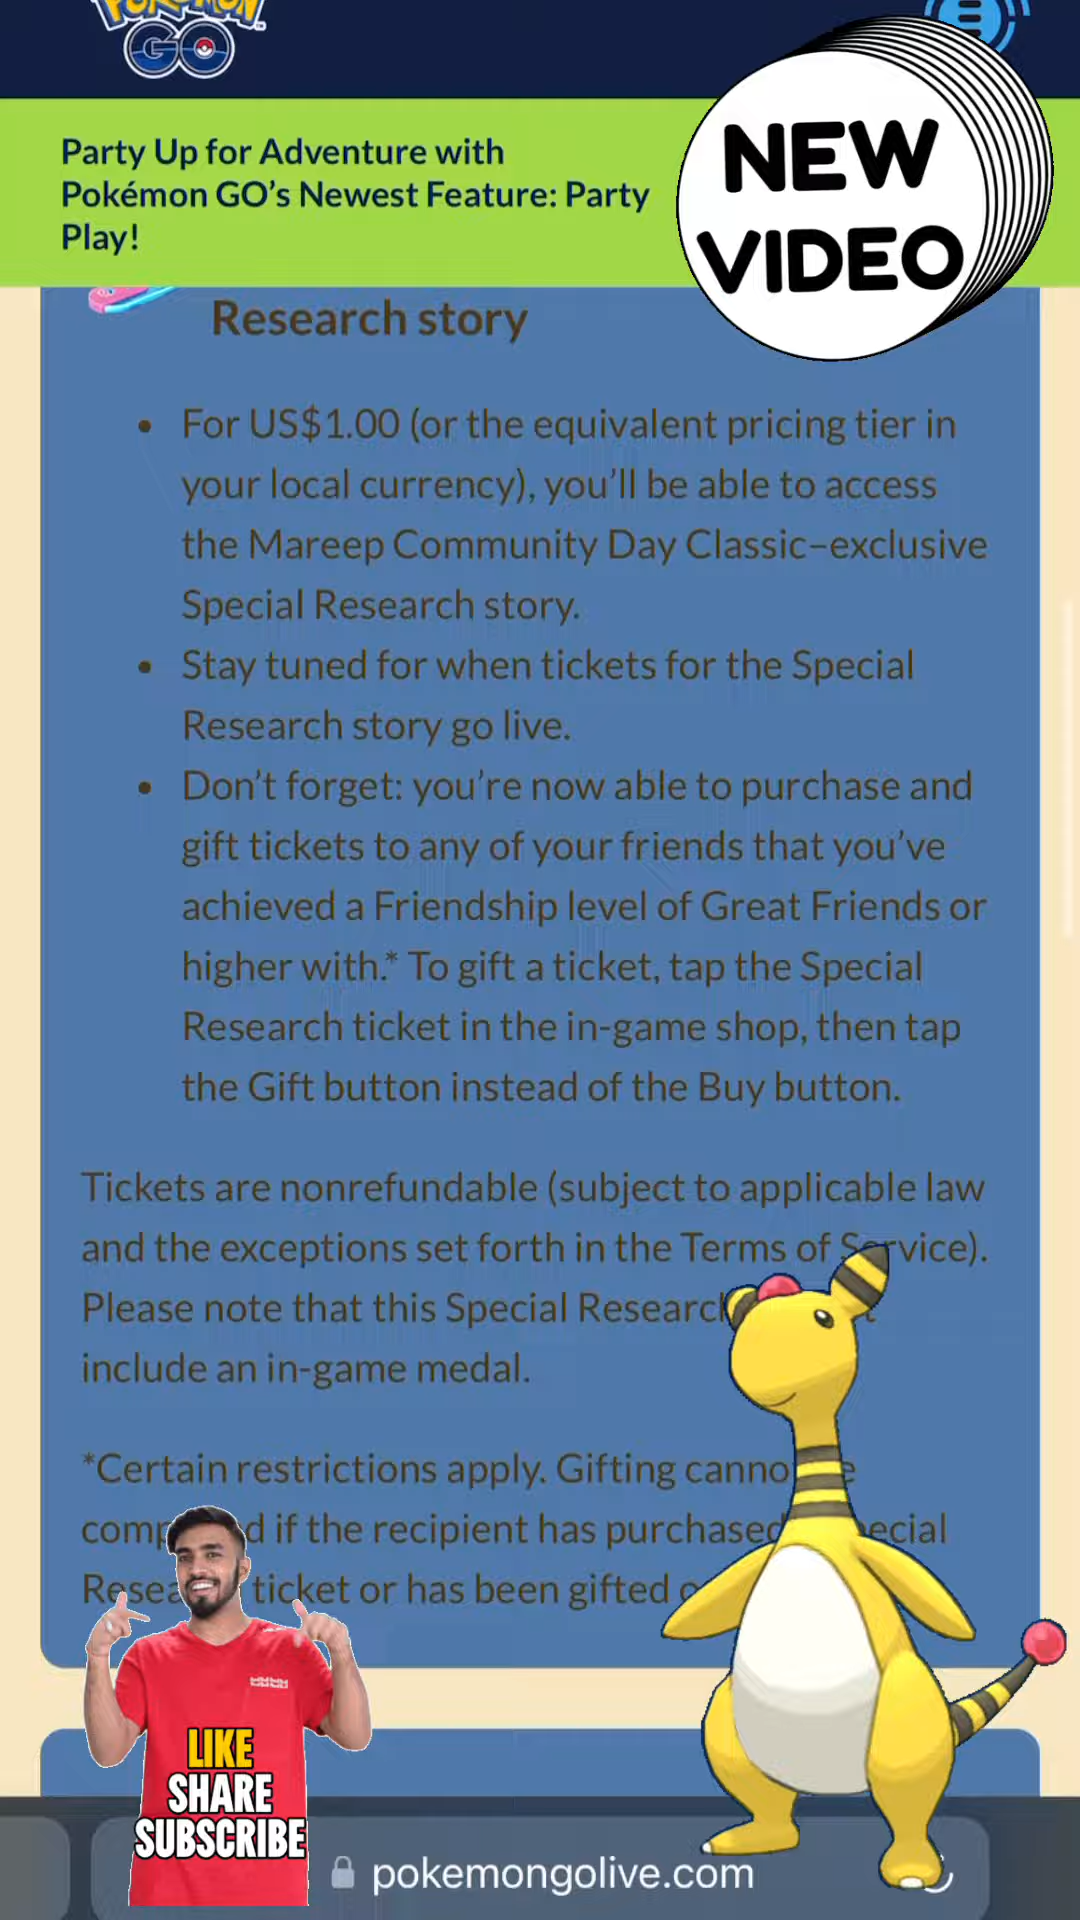 POKÉMON
GO
NEW
VIDEO
Party Up for Adventure with
Pokémon GO's Newest Feature: Party
Play!
Research story
• For US$1.00 (or the equivalent pricing tier in
your local currency), you'll be able to access
the Mareep Community Day Classic–exclusive
Special Research story.
• Stay tuned for when tickets for the Special
Research story go live.
• Don't forget: you're now able to purchase and
gift tickets to any of your friends that you've
achieved a Friendship level of Great Friends or
higher with.* To gift a ticket, tap the Special
Research ticket in the in-game shop, then tap
the Gift button instead of the Buy button.
Tickets are nonrefundable (subject to applicable law
and the exceptions set forth in the Terms of Service).
Please note that this Special Research
include an in-game medal.
*Certain restrictions apply. Gifting cannot
if the recipient has purchased
ticket or has been gifted
LIKE
SHARE
SUBSCRIBE
pokemongolive.com